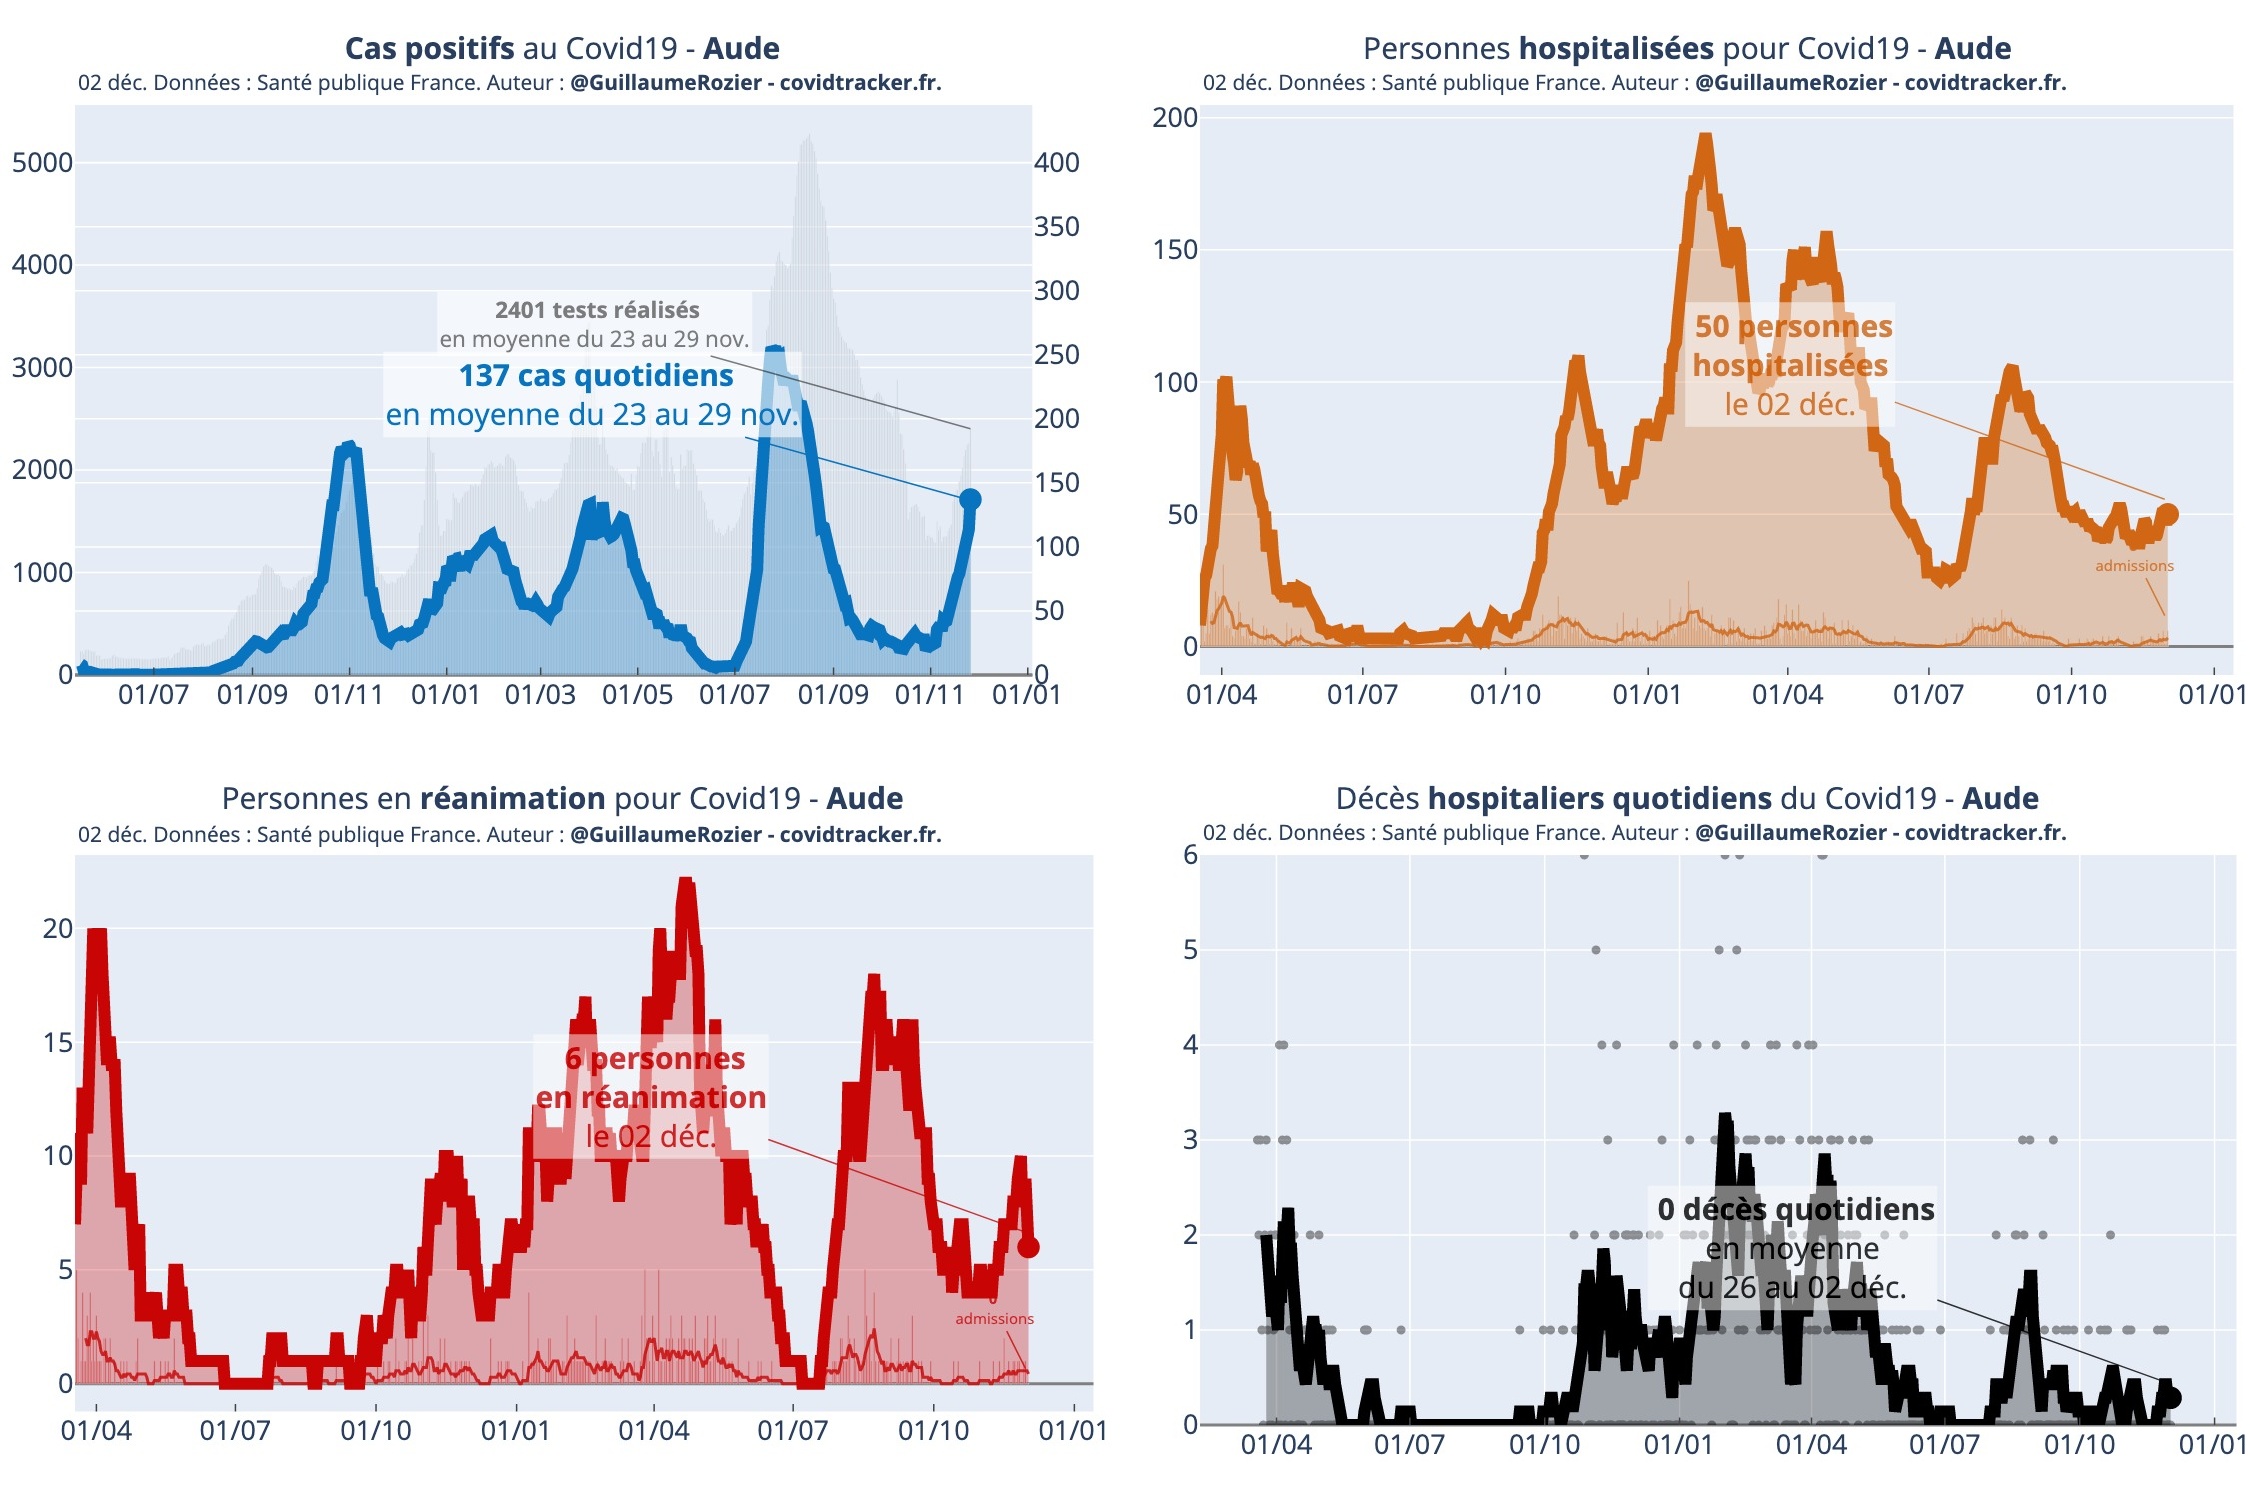 Cas positifs au Covid19 - Aude
02 déc. Données : Santé publique France. Auteur : @GuillaumeRozier - covidtracker.fr.
5000
4000
3000
2000
1000
0
400
350
300
250
200
150
100
50
0
2401 tests réalisés
en moyenne du 23 au 29 nov.
137 cas quotidiens
en moyenne du 23 au 29 nov.
01/07 01/09 01/11 01/01 01/03 01/05 01/07 01/09 01/11 01/01
Personnes hospitalisées pour Covid19 - Aude
02 déc. Données : Santé publique France. Auteur : @GuillaumeRozier - covidtracker.fr.
200
150
100
50
0
50 personnes
hospitalisées
le 02 déc.
admissions
01/04 01/07 01/10 01/01 01/04 01/07 01/10 01/01
Personnes en réanimation pour Covid19 - Aude
02 déc. Données : Santé publique France. Auteur : @GuillaumeRozier - covidtracker.fr.
20
15
10
5
0
6 personnes
en réanimation
le 02 déc.
admissions
01/04 01/07 01/10 01/01 01/04 01/07 01/10 01/01
Décès hospitaliers quotidiens du Covid19 - Aude
02 déc. Données : Santé publique France. Auteur : @GuillaumeRozier - covidtracker.fr.
6
5
4
3
2
1
0
0 décès quotidiens
en moyenne
du 26 au 02 déc.
01/04 01/07 01/10 01/01 01/04 01/07 01/10 01/01